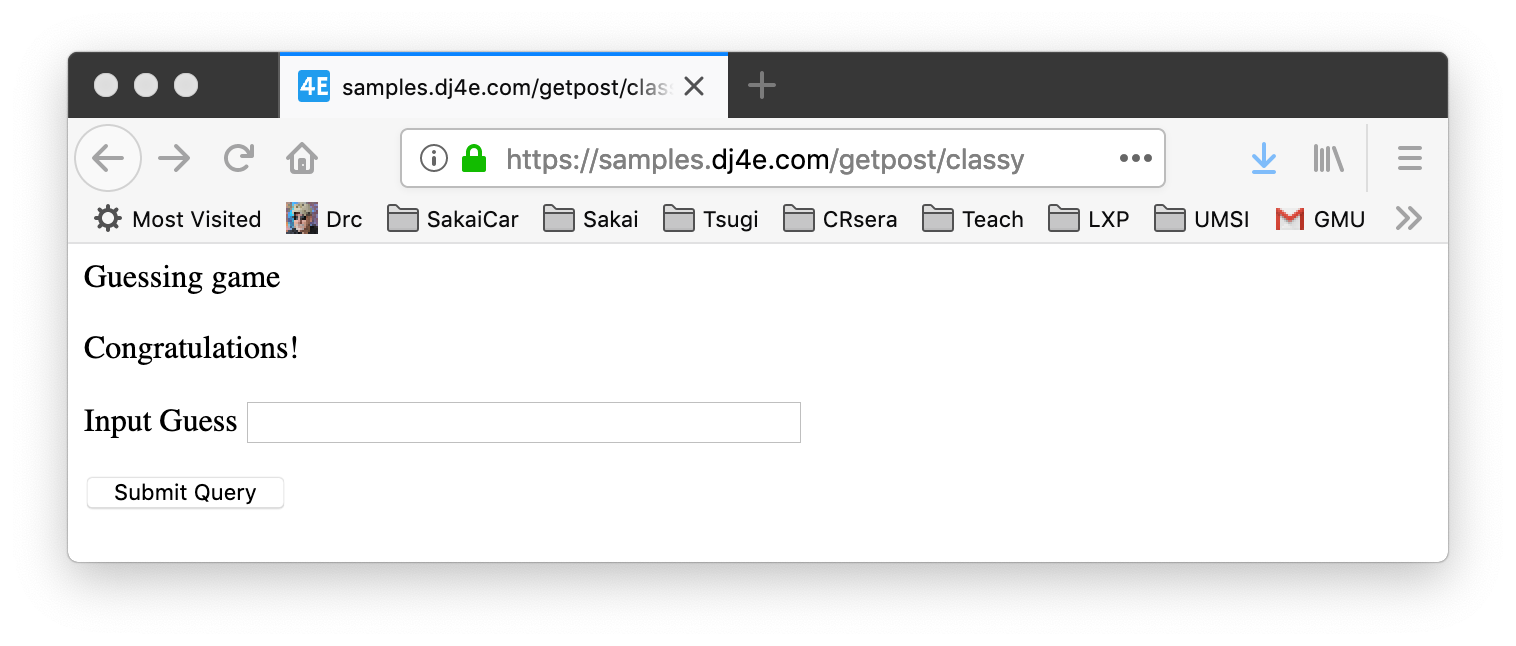 4E samples.dj4e.com/getpost/clas
https://samples.dj4e.com/getpost/classy
Most Visited Drc SakaiCar Sakai Tsugi CRsera Teach LXP UMSI GMU
Guessing game
Congratulations!
Input Guess
Submit Query